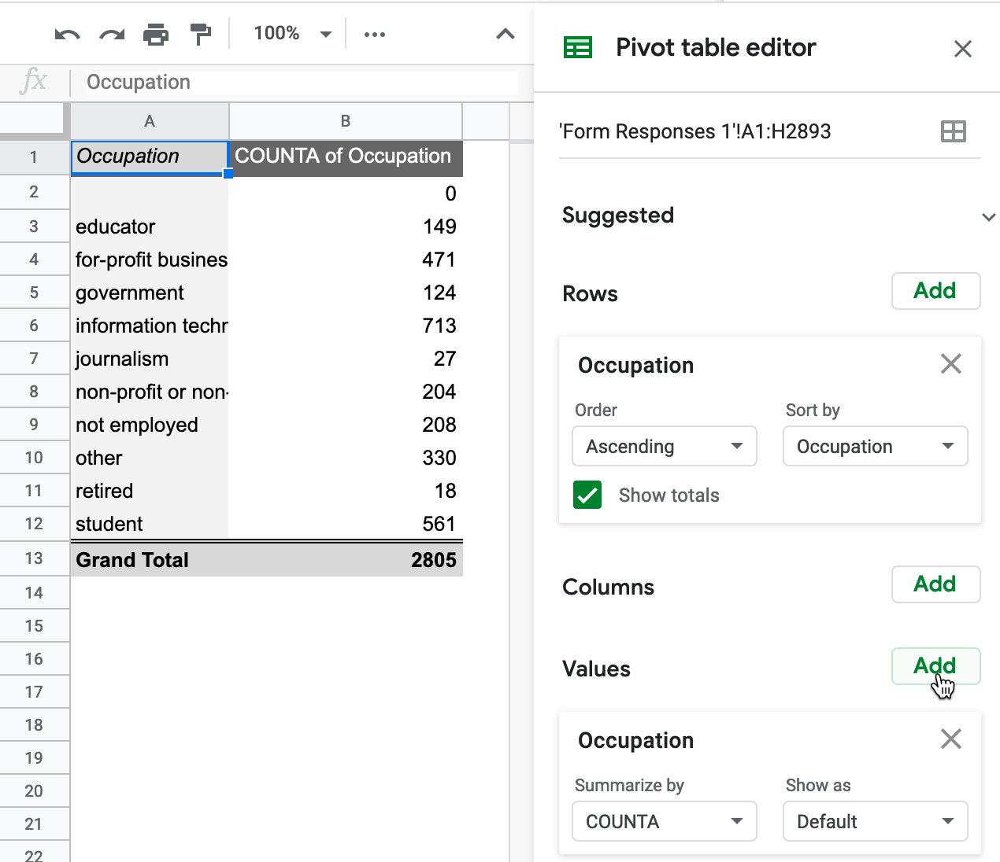 100%
Pivot table editor
fx
Occupation
A
B
'Form Responses 1'!A1:H2893
1
Occupation
COUNTA of Occupation
2
0
3
educator
149
4
for-profit busines
471
5
government
124
6
information techr
713
7
journalism
27
8
non-profit or non-
204
9
not employed
208
10
other
330
11
retired
18
12
student
561
13
Grand Total
2805
14
15
16
17
18
19
20
21
22
Suggested
Rows
Add
Occupation
Order
Sort by
Ascending
Occupation
Show totals
Columns
Add
Values
Add
Occupation
Summarize by
Show as
COUNTA
Default